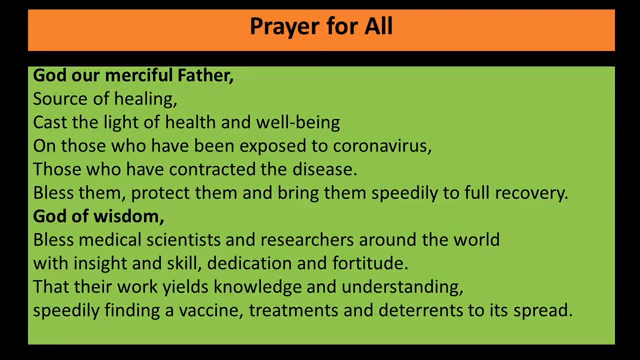 Prayer for All
God our merciful Father,
Source of healing,
Cast the light of health and well-being
On those who have been exposed to coronavirus,
Those who have contracted the disease.
Bless them, protect them and bring them speedily to full recovery.
God of wisdom,
Bless medical scientists and researchers around the world
with insight and skill, dedication and fortitude.
That their work yields knowledge and understanding,
speedily finding a vaccine, treatments and deterrents to its spread.